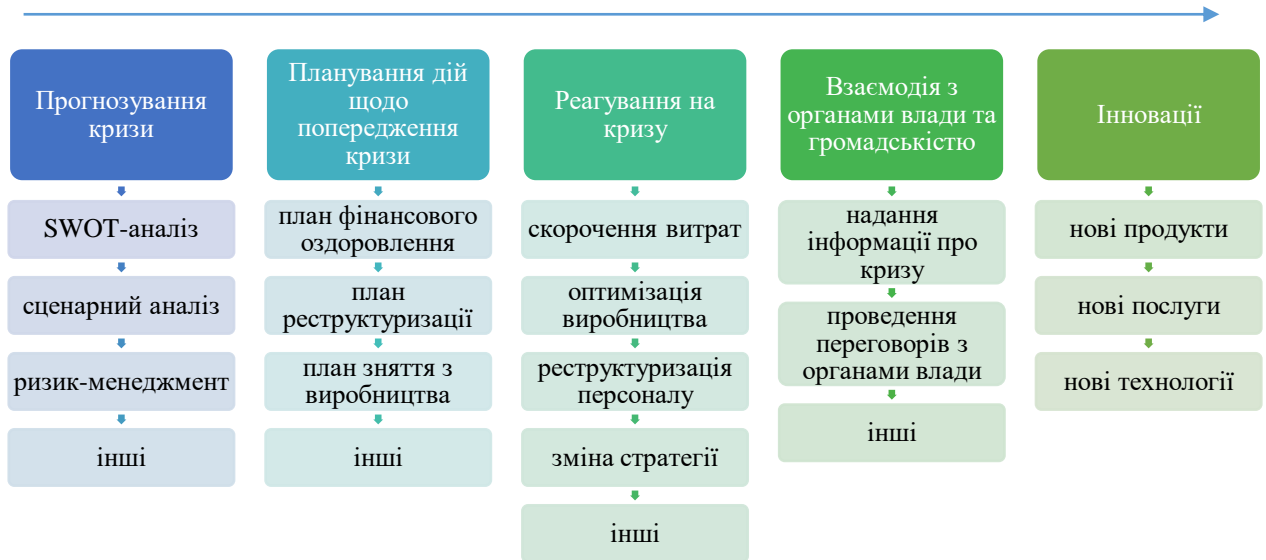 Прогнозування
кризи
SWOT-аналіз
сценарний аналіз
ризик-менеджмент
інші
Планування дій
щодо
попередження
кризи
план фінансового
оздоровлення
план
реструктуризації
план зняття з
виробництва
інші
Реагування на
кризу
скорочення витрат
оптимізація
виробництва
реструктуризація
персоналу
зміна стратегії
інші
Взаємодія з
органами влади та
громадськістю
надання
інформації про
кризу
проведення
переговорів з
органами влади
інші
Інновації
нові продукти
нові послуги
нові технології